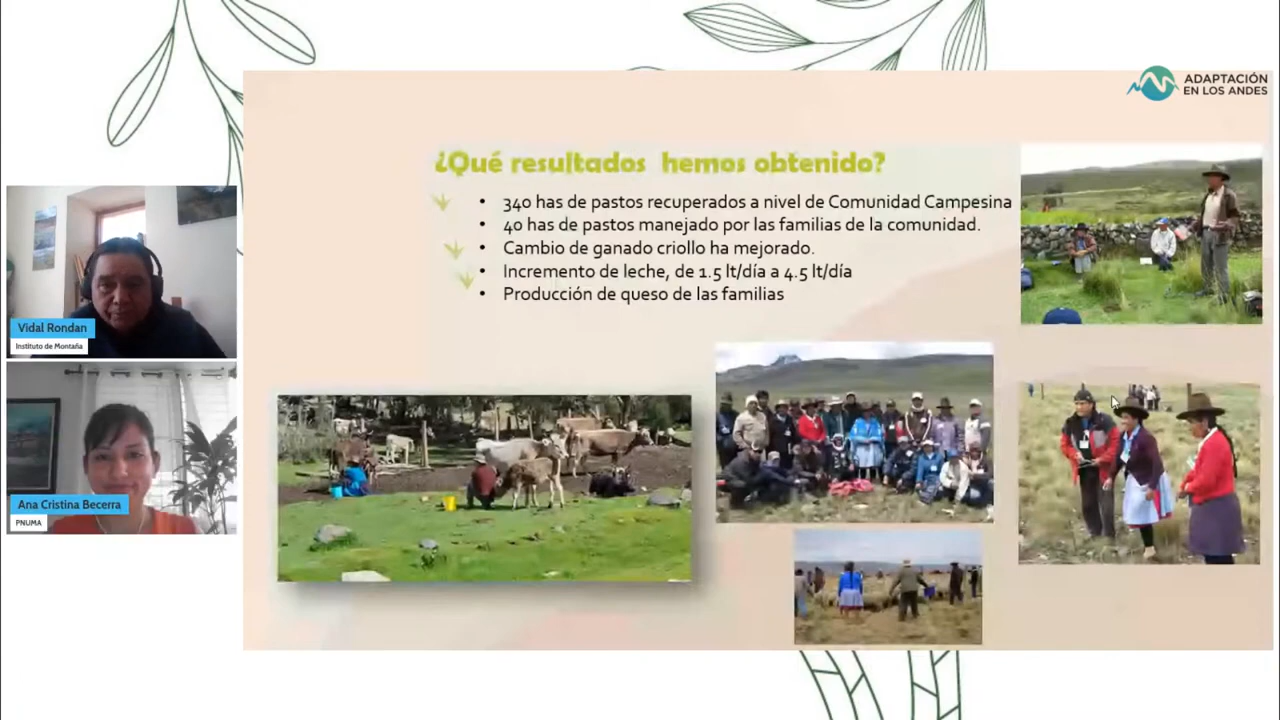 ADAPTACIÓN
EN LOS ANDES
¿Qué resultados hemos obtenido?
• 340 has de pastos recuperados a nivel de Comunidad Campesina
• 40 has de pastos manejado por las familias de la comunidad.
• Cambio de ganado criollo ha mejorado.
• Incremento de leche, de 1.5 lt/día a 4.5 lt/día
• Producción de queso de las familias
Vidal Rondan
Instituto de Montaña
Ana Cristina Becerra
PNUMA